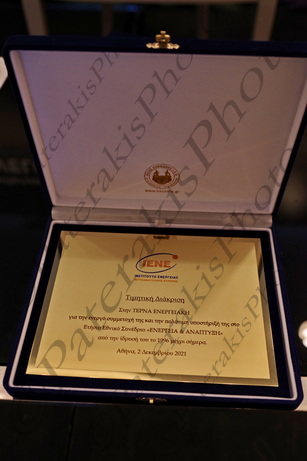 PaterakisPhoto
IENE
ΙΝΣΤΙΤΟΥΤΟ ΕΝΕΡΓΕΙΑΣ
Τιμητική Διάκριση
Στην ΤΕΡΝΑ ΕΝΕΡΓΕΙΑΚΗ
για την ενεργό συμμετοχή της και την πολύτιμη υποστήριξή της στο
Ετήσιο Εθνικό Συνέδριο «ΕΝΕΡΓΕΙΑ & ΑΝΑΠΤΥΞΗ»
από την ίδρυσή του το 1996 μέχρι σήμερα.
Αθήνα, 2 Δεκεμβρίου 2021